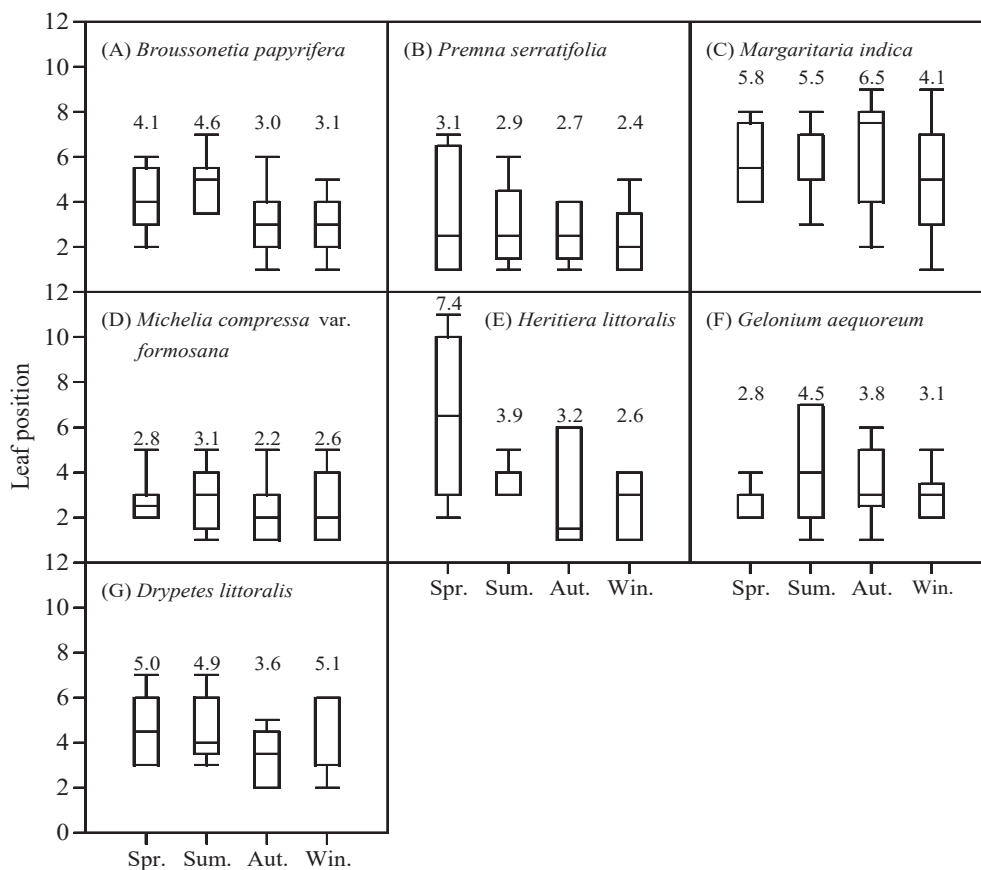 12
10
8
6
4
2
(A) Broussonetia papyrifera
4.1 4.6 3.0 3.1
(B) Premna serratifolia
3.1 2.9 2.7 2.4
(C) Margaritaria indica
5.8 5.5 6.5 4.1
Leaf position
12
10
8
6
4
2
(D) Michelia compressa var.
formosana
2.8 3.1 2.2 2.6
7.4
(E) Heritiera littoralis
3.9 3.2 2.6
Spr. Sum. Aut. Win.
(F) Gelonium aequoreum
2.8 4.5 3.8 3.1
Spr. Sum. Aut. Win.
12
10
8
6
4
2
0
(G) Drypetes littoralis
5.0 4.9 3.6 5.1
Spr. Sum. Aut. Win.